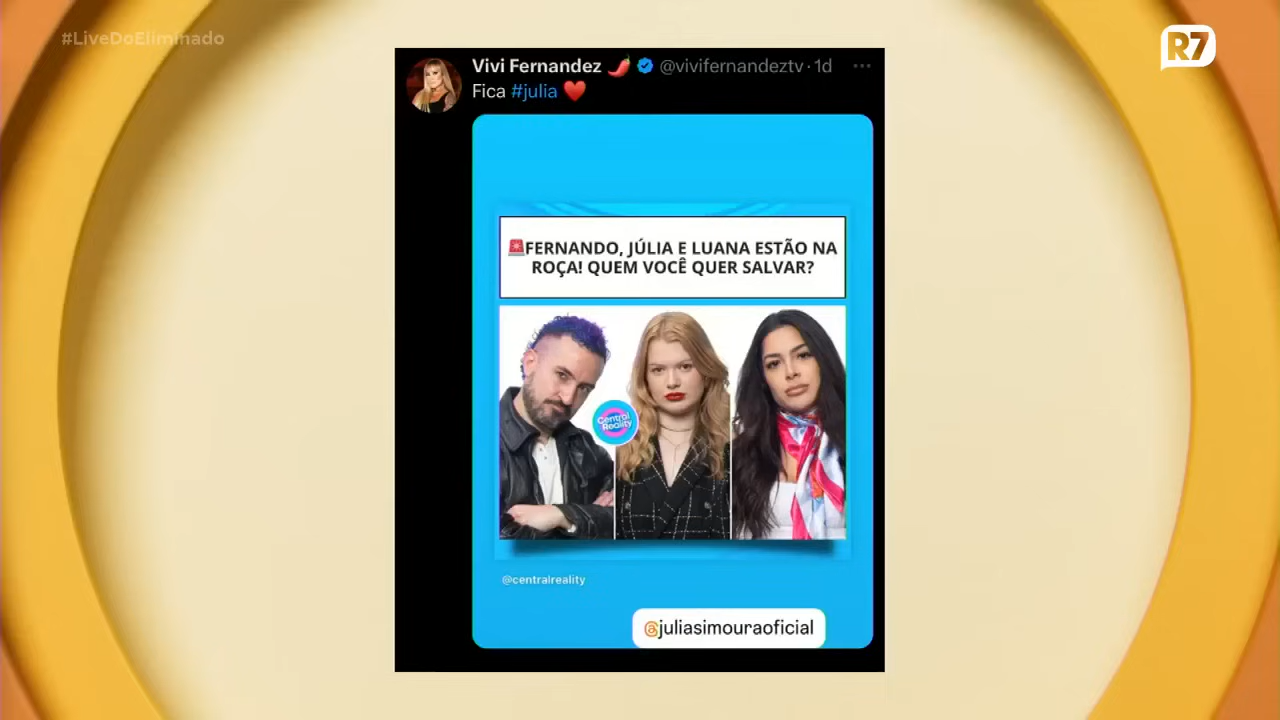 #LiveDoEliminado
R7
Vivi Fernandez 🌶️ @vivifernandeztv · 1d
Fica #julia ❤️
🚨FERNANDO, JÚLIA E LUANA ESTÃO NA
ROÇA! QUEM VOCÊ QUER SALVAR?
Central
Reality
@centralreality
@juliasimouraoficial